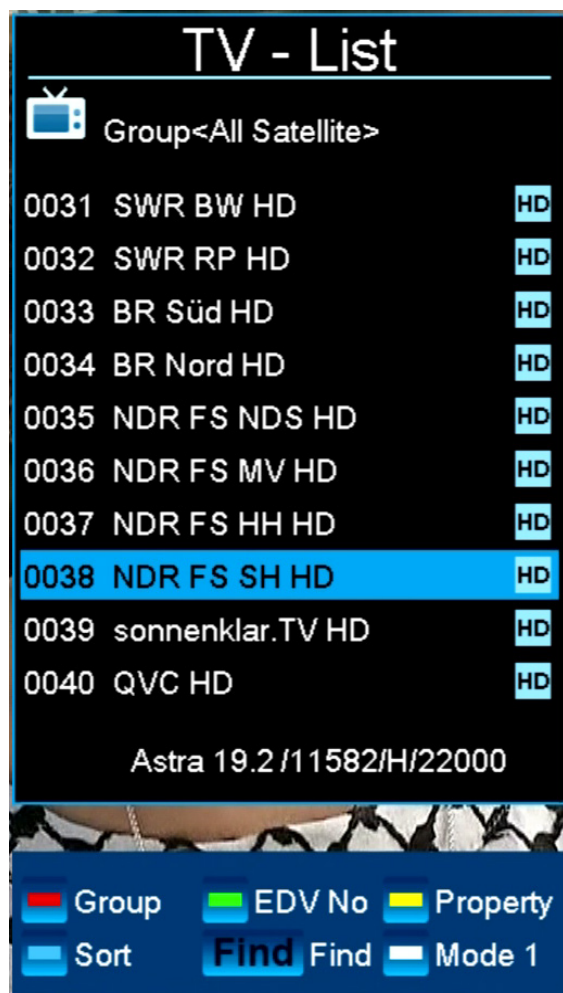 TV - List
Group<All Satellite>
0031 SWR BW HD HD
0032 SWR RP HD HD
0033 BR Süd HD HD
0034 BR Nord HD HD
0035 NDR FS NDS HD HD
0036 NDR FS MV HD HD
0037 NDR FS HH HD HD
0038 NDR FS SH HD HD
0039 sonnenklar.TV HD HD
0040 QVC HD HD
Astra 19.2 /11582/H/22000
Group EDV No Property
Sort Find Find Mode 1